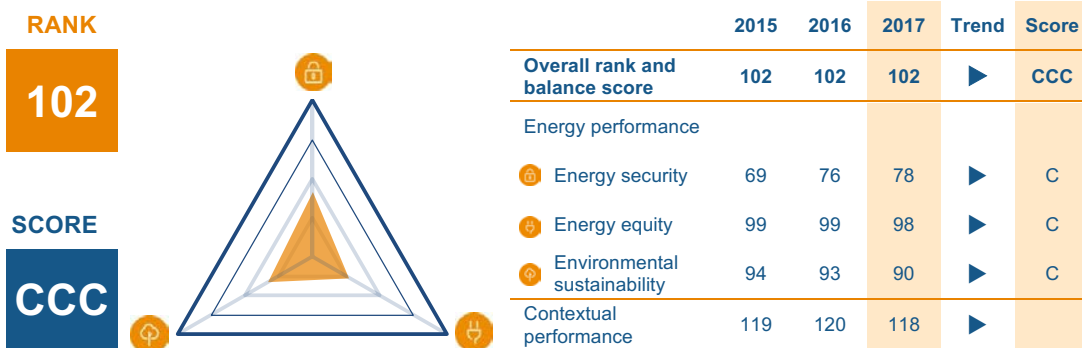 RANK
102
SCORE
CCC
2015 2016 2017 Trend Score
Overall rank and
balance score 102 102 102 ▶ CCC
Energy performance
Energy security 69 76 78 ▶ C
Energy equity 99 99 98 ▶ C
Environmental
sustainability 94 93 90 ▶ C
Contextual
performance 119 120 118 ▶